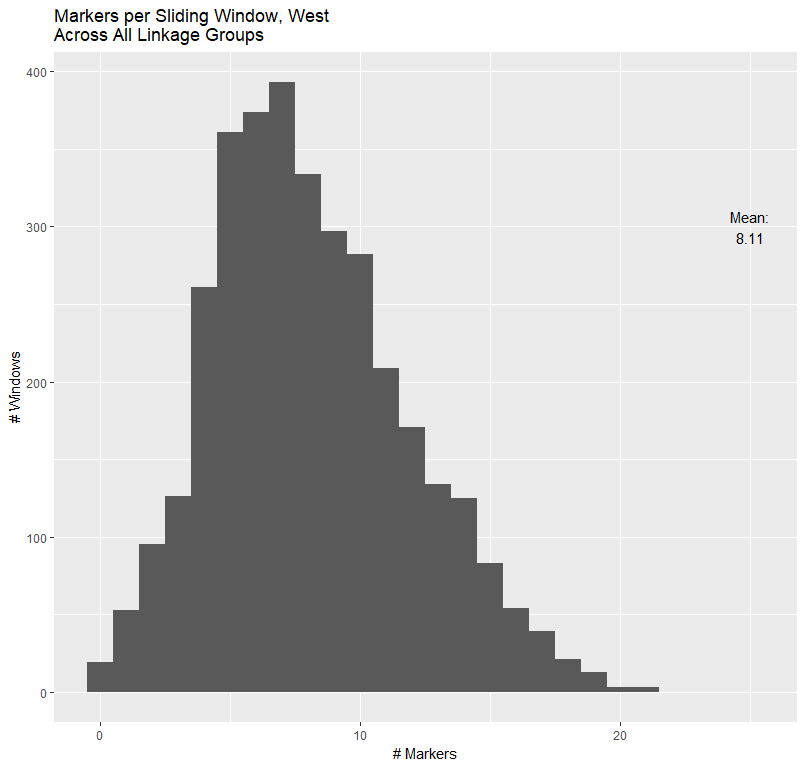 Markers per Sliding Window, West
Across All Linkage Groups
400
300
200
100
0
# Windows
Mean:
8.11
0
10
20
# Markers